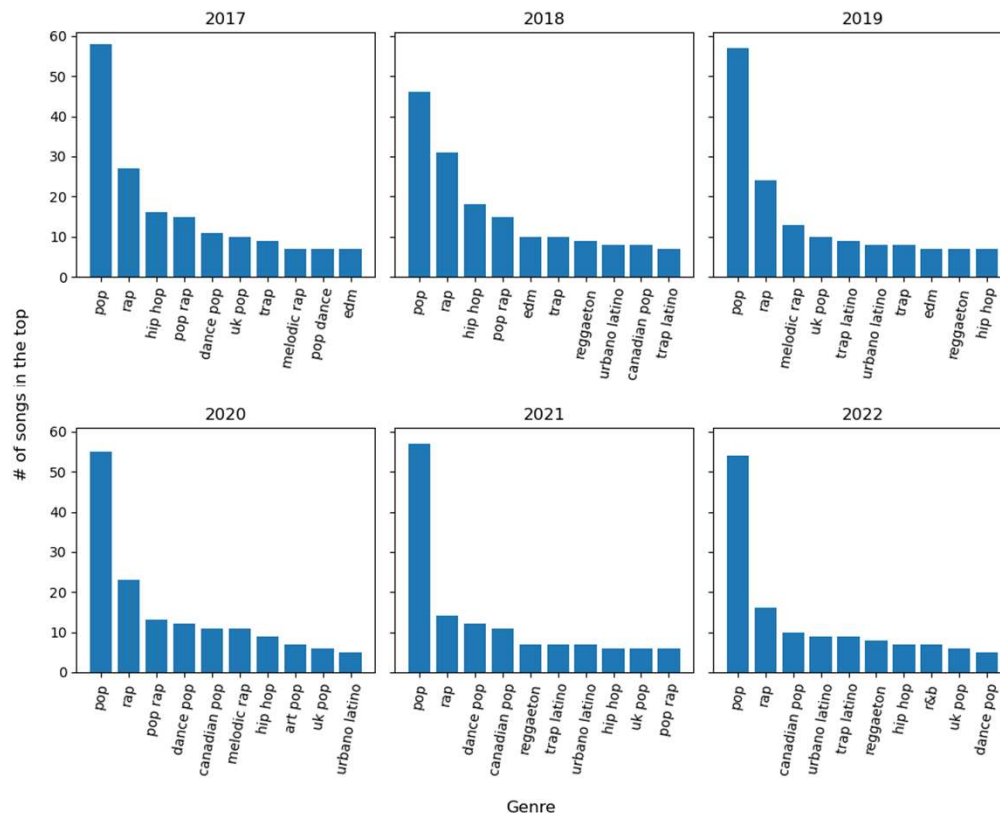 2017
2018
2019
60
50
40
30
20
10
0
pop
rap
hip hop
pop rap
dance pop
uk pop
trap
melodic rap
pop dance
edm
pop
rap
hip hop
pop rap
edm
trap
reggaeton
urbano latino
canadian pop
trap latino
pop
rap
melodic rap
uk pop
trap latino
urbano latino
trap
edm
reggaeton
hip hop
# of songs in the top
2020
2021
2022
60
50
40
30
20
10
0
pop
rap
pop rap
dance pop
canadian pop
melodic rap
hip hop
art pop
uk pop
urbano latino
pop
rap
dance pop
canadian pop
reggaeton
trap latino
urbano latino
hip hop
uk pop
pop rap
pop
rap
canadian pop
urbano latino
trap latino
reggaeton
hip hop
r&b
uk pop
dance pop
Genre